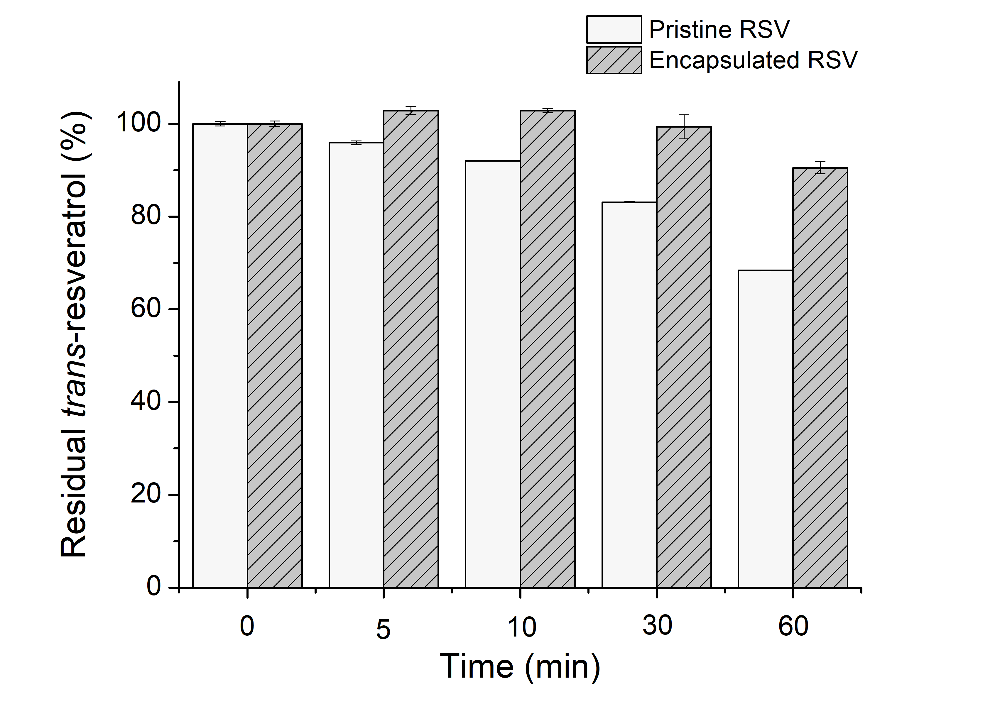 Pristine RSV
Encapsulated RSV
Residual trans-resveratrol (%)
100
80
60
40
20
0
0 5 10 30 60
Time (min)